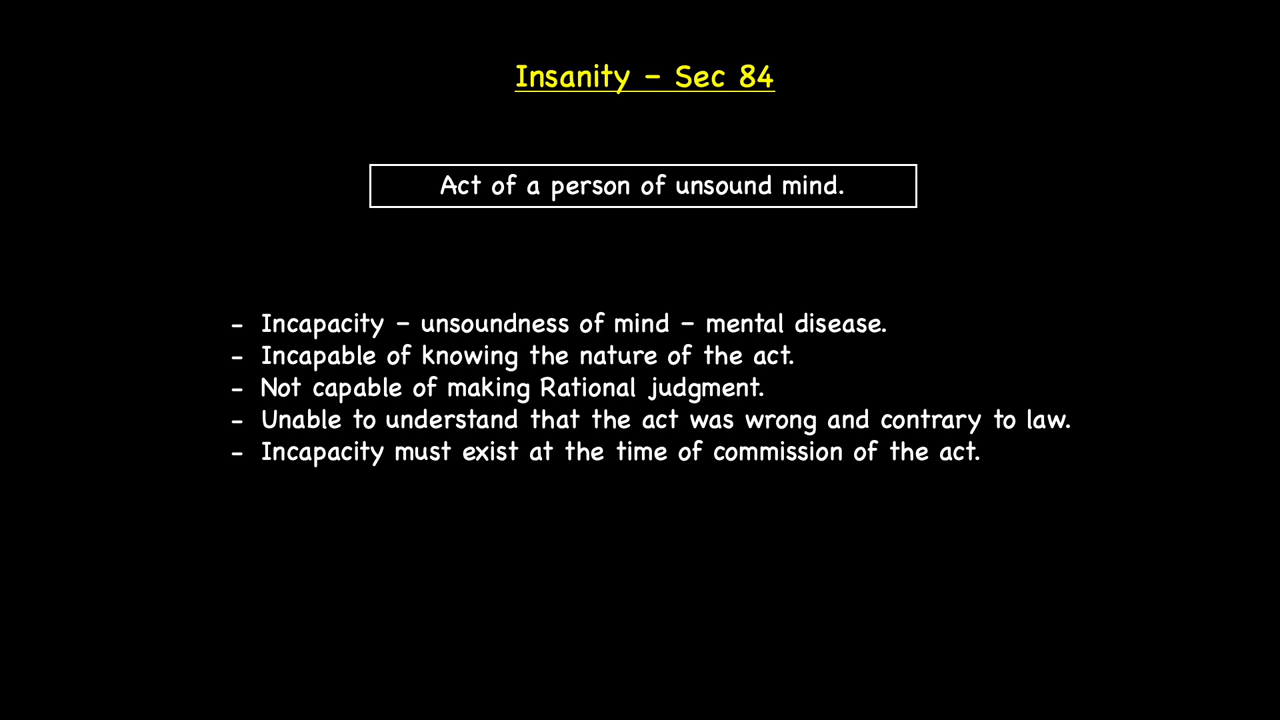 Insanity – Sec 84
Act of a person of unsound mind.
- Incapacity – unsoundness of mind – mental disease.
- Incapable of knowing the nature of the act.
- Not capable of making Rational judgment.
- Unable to understand that the act was wrong and contrary to law.
- Incapacity must exist at the time of commission of the act.